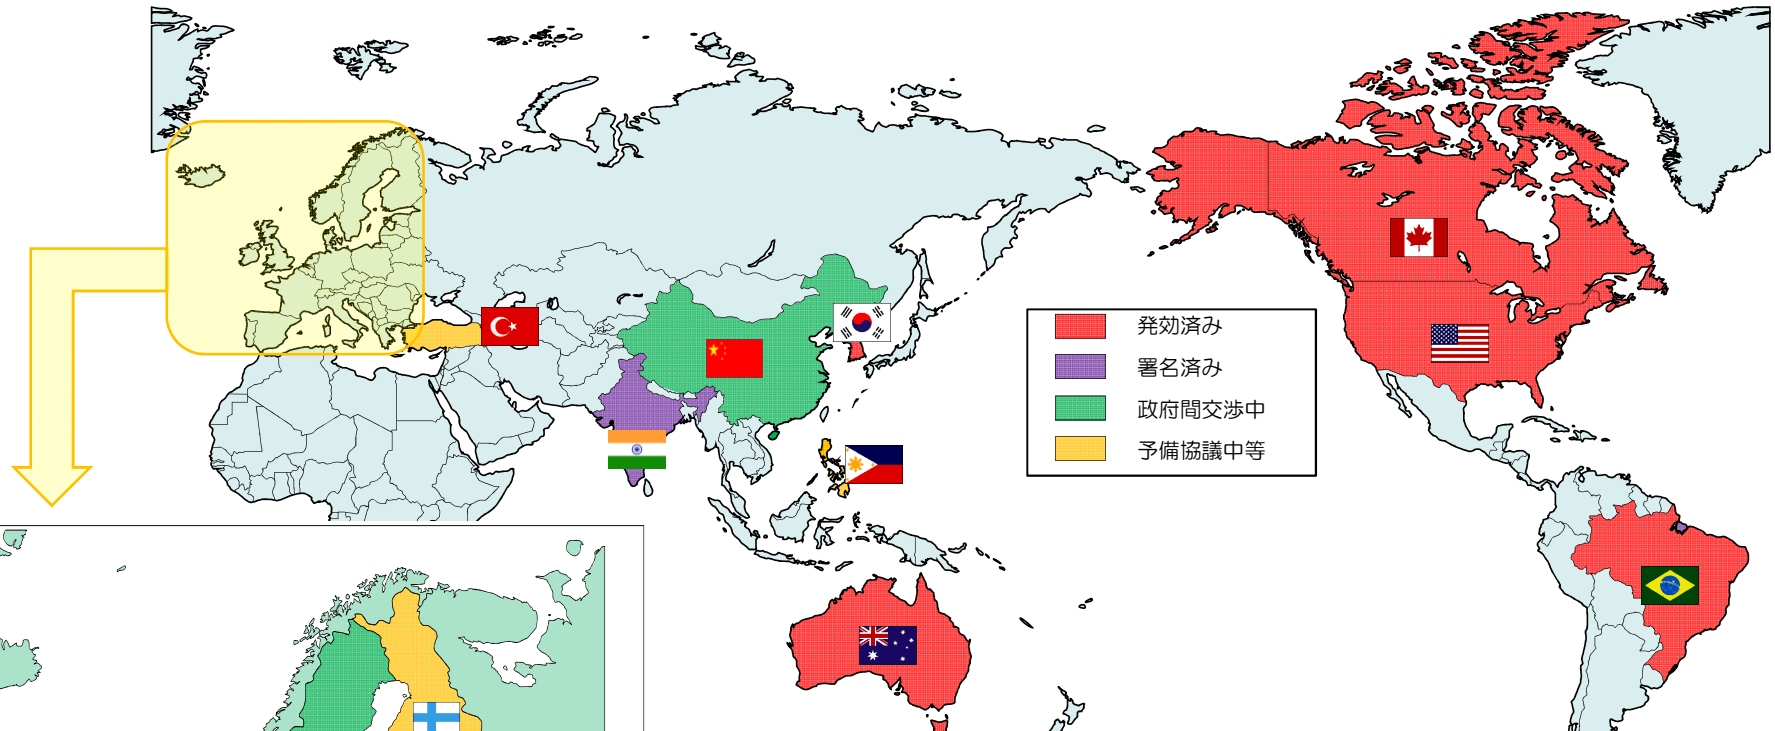 発効済み
署名済み
政府間交渉中
予備協議中等